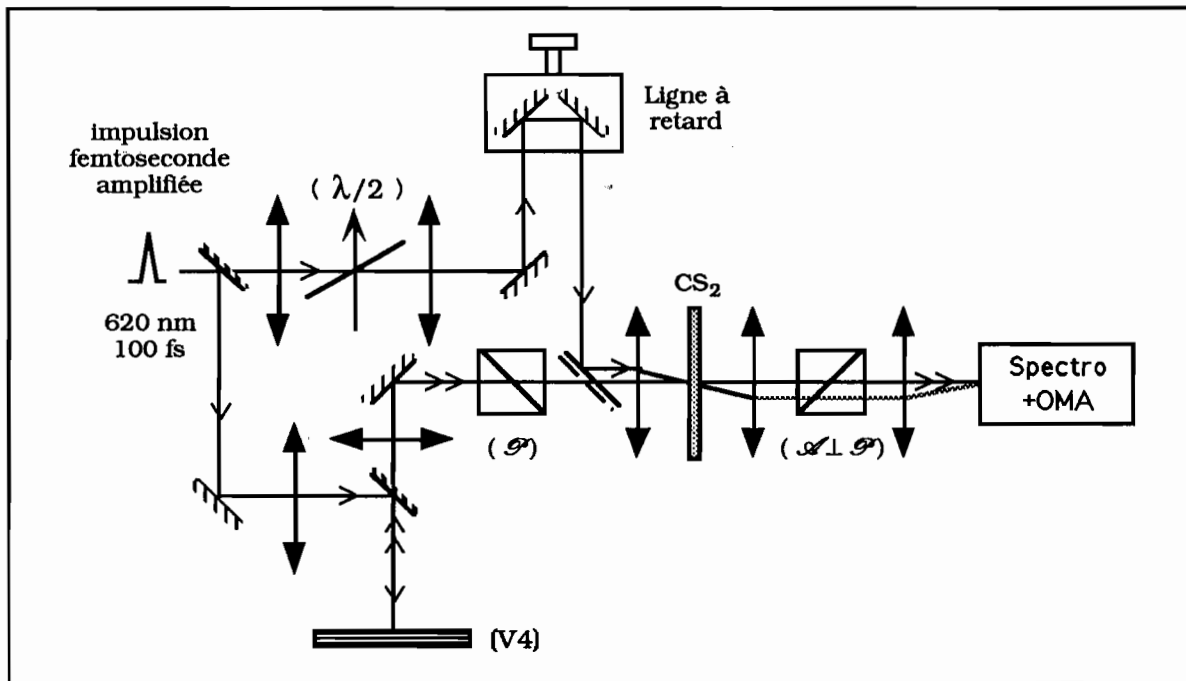 Ligne à
retard
impulsion
femtoseconde
amplifiée
( λ/2 )
620 nm
100 fs
CS₂
Spectro
+OMA
( 𝒫 )
( 𝒜 ⊥ 𝒫 )
(V4)